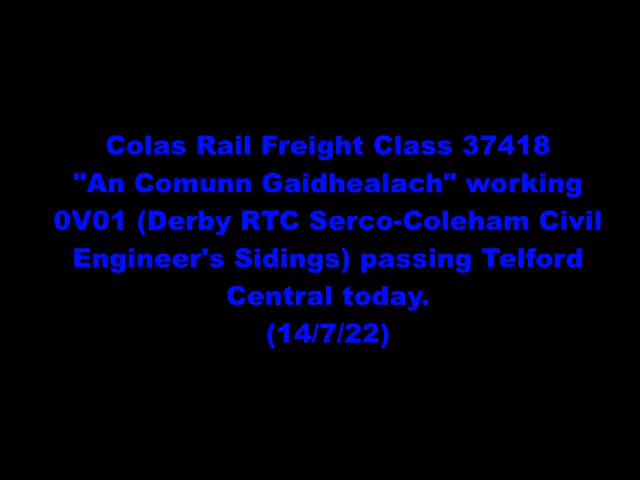 Colas Rail Freight Class 37418
"An Comunn Gaidhealach" working
0V01 (Derby RTC Serco-Coleham Civil
Engineer's Sidings) passing Telford
Central today.
(14/7/22)